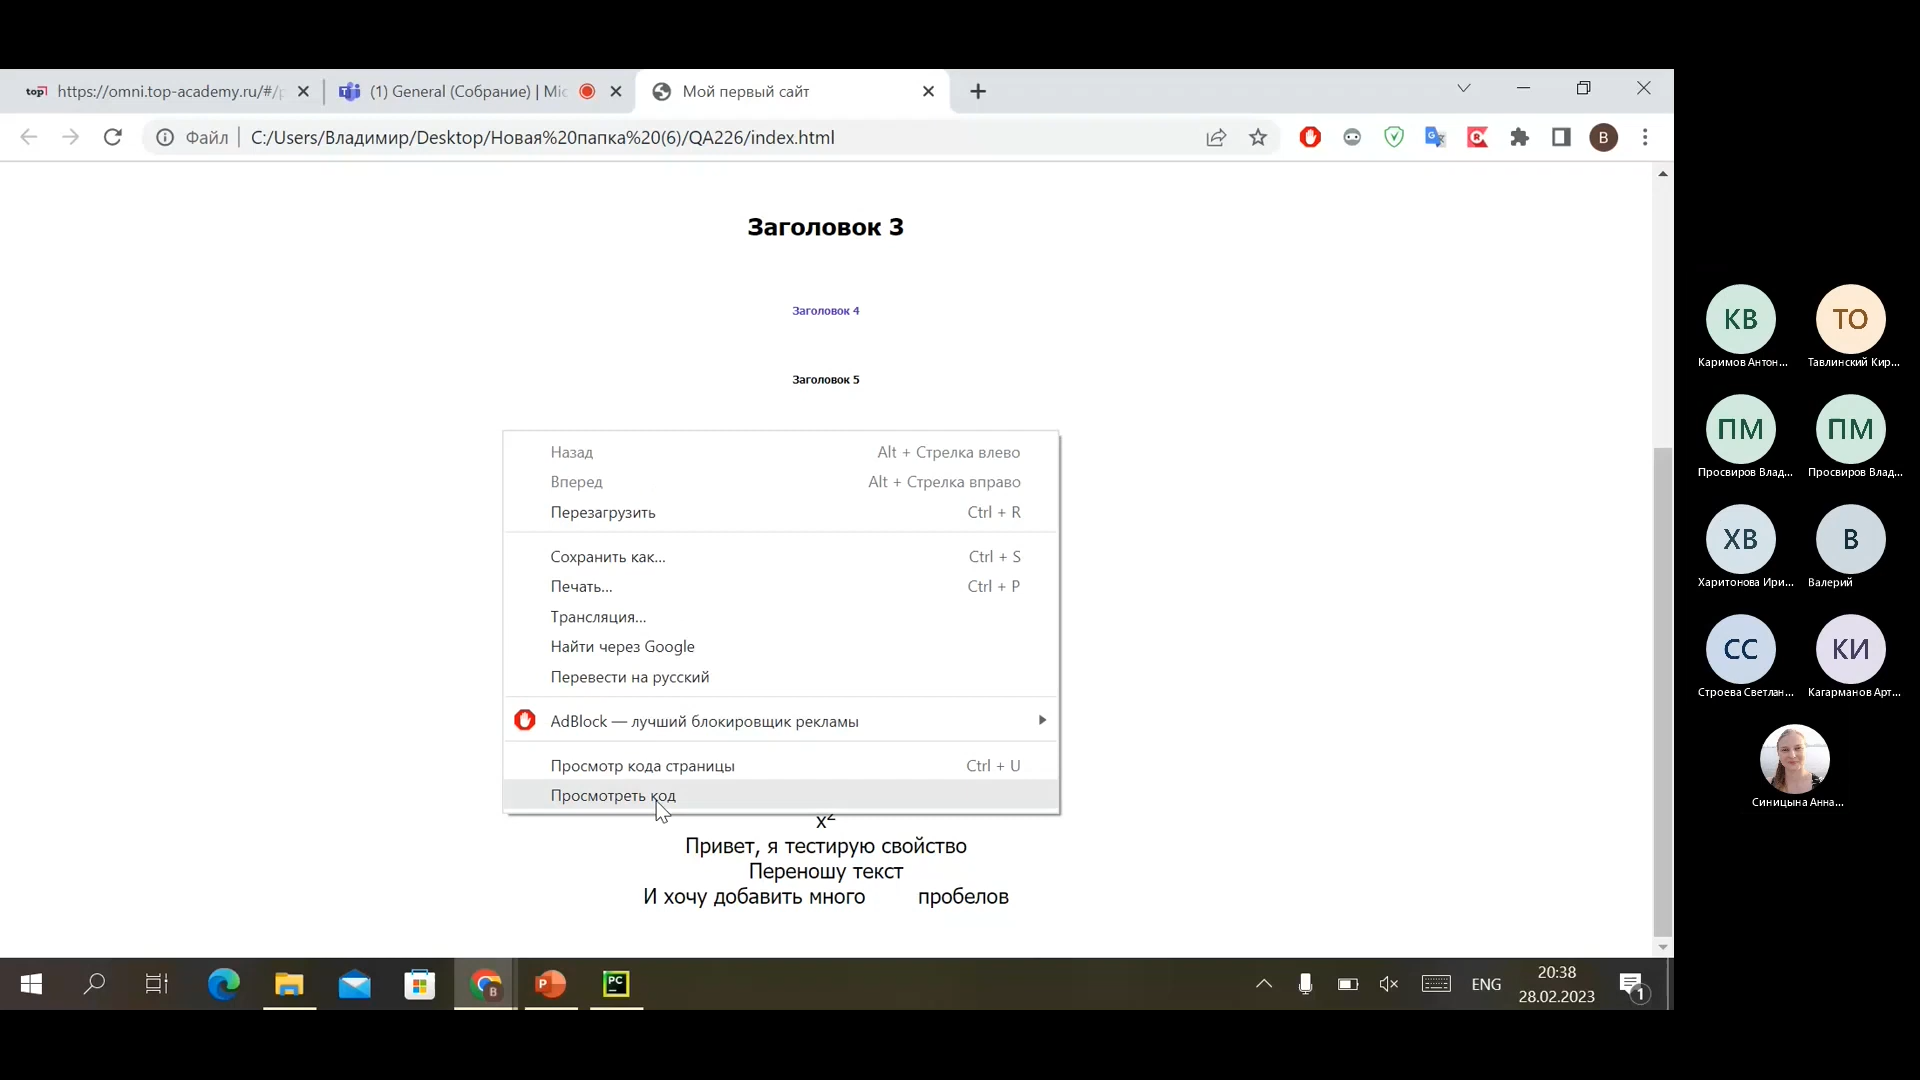 top
https://omni.top-academy.ru/#/p
(1) General (Собрание) | Mic
Мой первый сайт
Файл
C:/Users/Владимир/Desktop/Новая%20папка%20(6)/QA226/index.html
B
Заголовок 3
Заголовок 4
Заголовок 5
Назад Alt + Стрелка влево
Вперед Alt + Стрелка вправо
Перезагрузить Ctrl + R
Сохранить как... Ctrl + S
Печать... Ctrl + P
Трансляция...
Найти через Google
Перевести на русский
AdBlock — лучший блокировщик рекламы
Просмотр кода страницы Ctrl + U
Просмотреть код
x²
Привет, я тестирую свойство
Переношу текст
И хочу добавить много пробелов
КВ
Каримов Антон...
ТО
Тавлинский Кир...
ПМ
Просвиров Влад...
ПМ
Просвиров Влад...
ХВ
Харитонова Ири...
В
Валерий
СС
Строева Светлан...
КИ
Кагарманов Арт...
Синицына Анна...
B
P
PC
ENG
20:38
28.02.2023
1